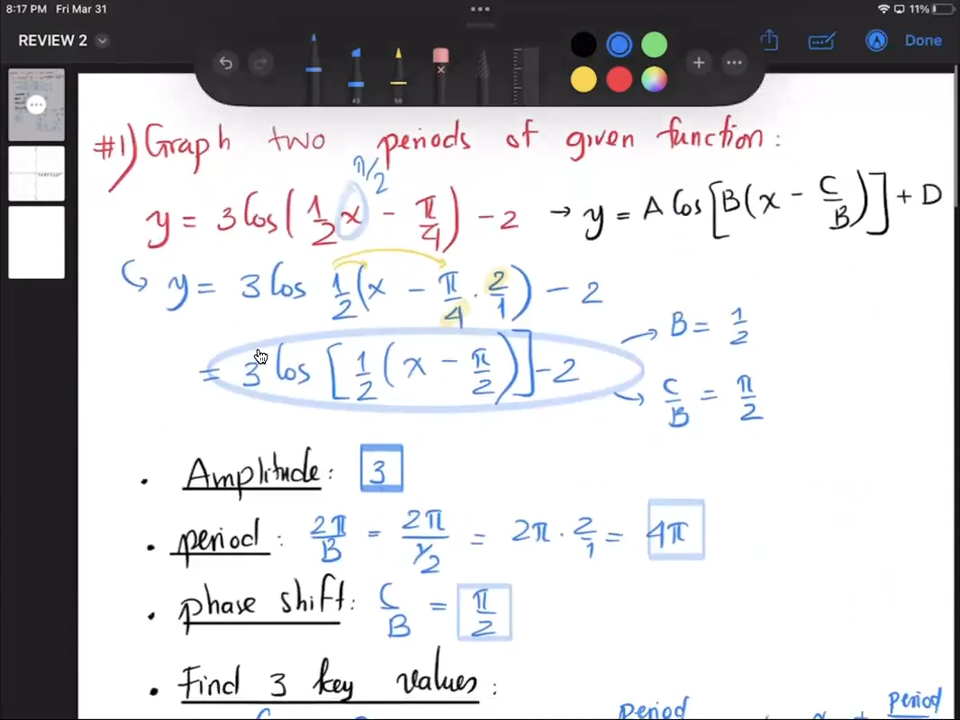 8:17 PM Fri Mar 31
11%
REVIEW 2
Done
#1) Graph two periods of given function:
π/2
y = 3 Cos(1/2 x - π/4) - 2 → y = A Cos[B(x - C/B)] + D
↳ y = 3 Cos 1/2(x - π/4 · 2/1) - 2
= 3 Cos [1/2(x - π/2)] - 2
→ B = 1/2
→ C/B = π/2
• Amplitude: 3
• period: 2π/B = 2π/1/2 = 2π · 2/1 = 4π
• phase shift: C/B = π/2
• Find 3 key values:
period
period